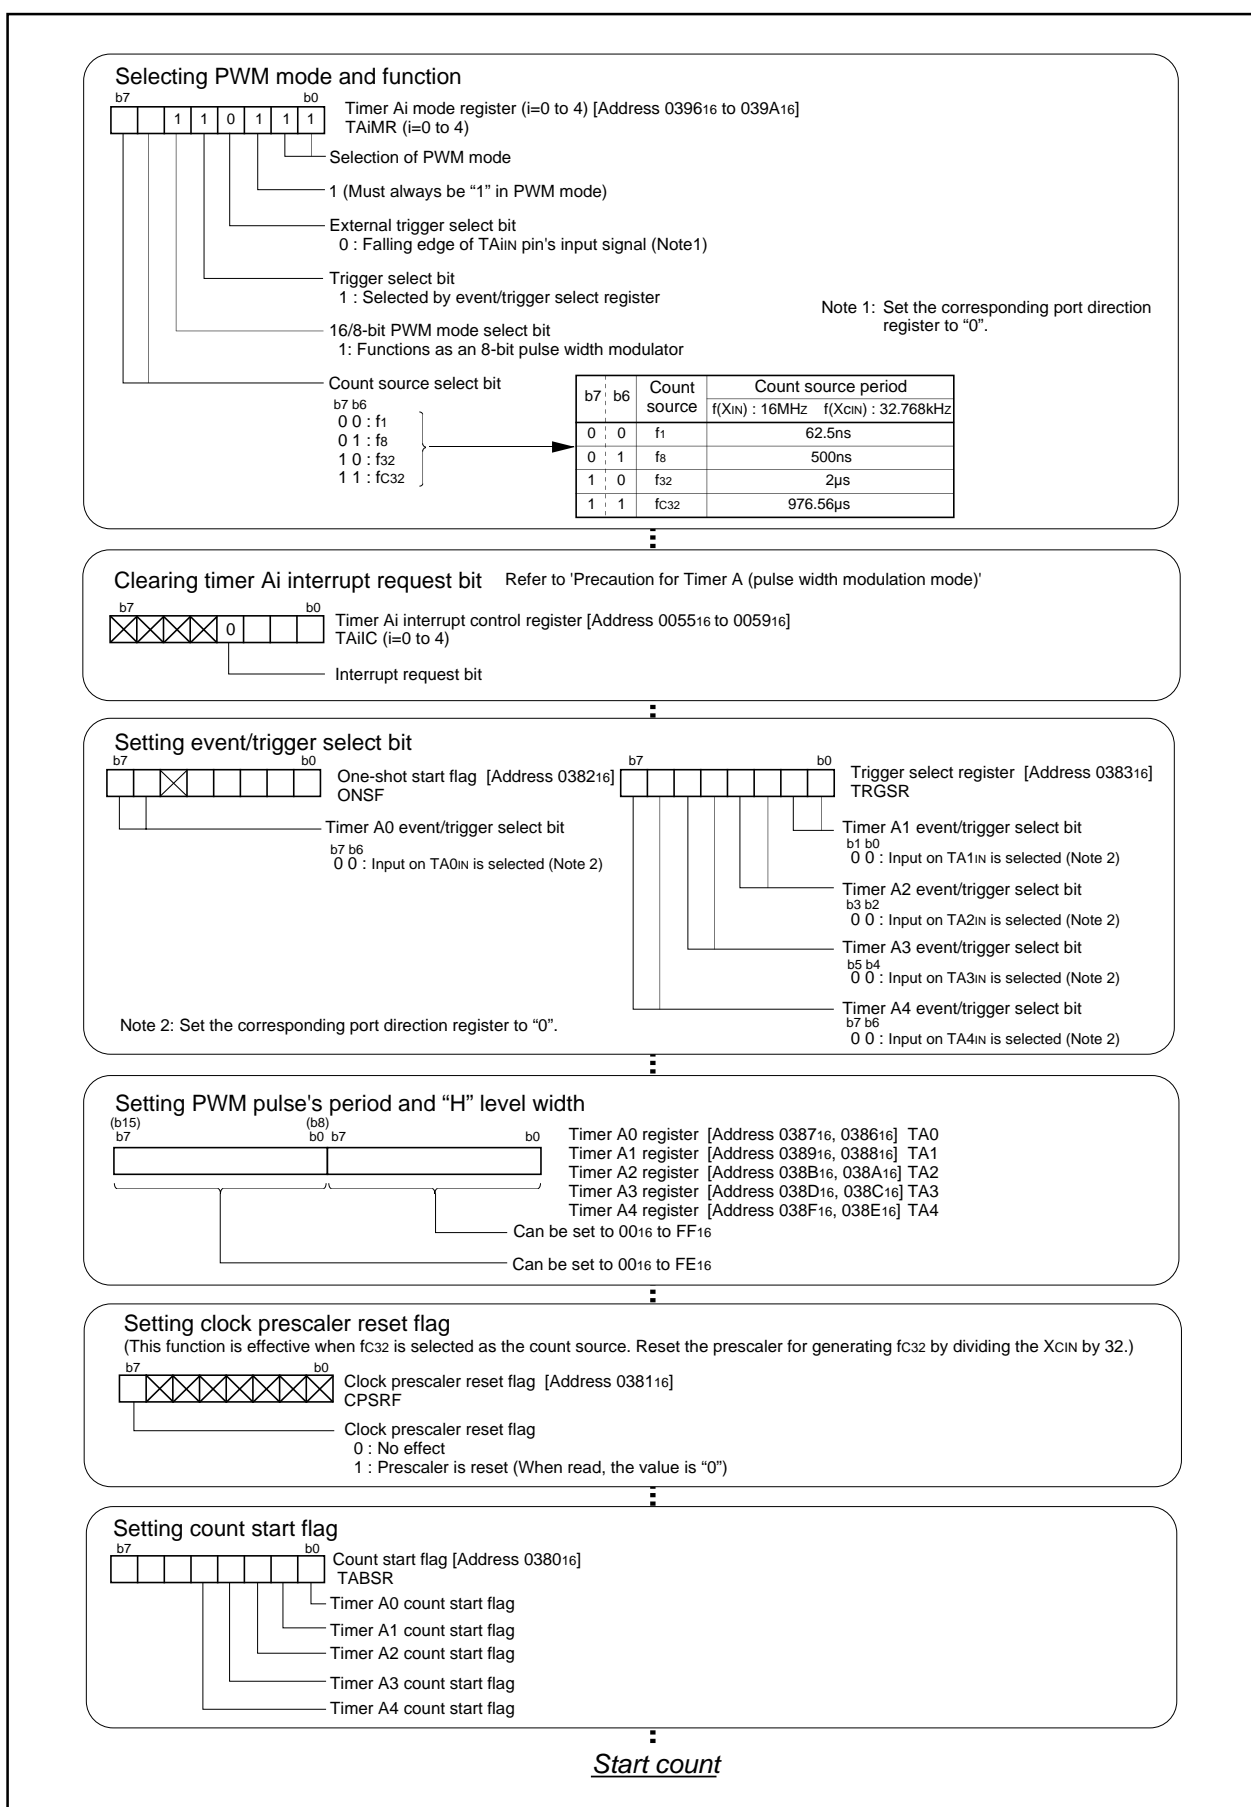 Selecting PWM mode and function
b7 b0
1 1 0 1 1 1
Timer Ai mode register (i=0 to 4) [Address 039616 to 039A16]
TAiMR (i=0 to 4)
Selection of PWM mode
1 (Must always be “1” in PWM mode)
External trigger select bit
0 : Falling edge of TAiIN pin’s input signal (Note1)
Trigger select bit
1 : Selected by event/trigger select register
Note 1: Set the corresponding port direction
register to “0”.
16/8-bit PWM mode select bit
1: Functions as an 8-bit pulse width modulator
Count source select bit
b7 b6
0 0 : f1
0 1 : f8
1 0 : f32
1 1 : fC32
b7 b6 Count source Count source period
f(XIN) : 16MHz f(XCIN) : 32.768kHz
0 0 f1 62.5ns
0 1 f8 500ns
1 0 f32 2µs
1 1 fC32 976.56µs
Clearing timer Ai interrupt request bit Refer to 'Precaution for Timer A (pulse width modulation mode)'
b7 b0
0
Timer Ai interrupt control register [Address 005516 to 005916]
TAiIC (i=0 to 4)
Interrupt request bit
Setting event/trigger select bit
b7 b0
One-shot start flag [Address 038216]
ONSF
Timer A0 event/trigger select bit
b7 b6
0 0 : Input on TA0IN is selected (Note 2)
b7 b0
Trigger select register [Address 038316]
TRGSR
Timer A1 event/trigger select bit
b1 b0
0 0 : Input on TA1IN is selected (Note 2)
Timer A2 event/trigger select bit
b3 b2
0 0 : Input on TA2IN is selected (Note 2)
Timer A3 event/trigger select bit
b5 b4
0 0 : Input on TA3IN is selected (Note 2)
Timer A4 event/trigger select bit
b7 b6
0 0 : Input on TA4IN is selected (Note 2)
Note 2: Set the corresponding port direction register to “0”.
Setting PWM pulse's period and “H” level width
(b15) (b8)
b7 b0 b7 b0
Timer A0 register [Address 038716, 038616] TA0
Timer A1 register [Address 038916, 038816] TA1
Timer A2 register [Address 038B16, 038A16] TA2
Timer A3 register [Address 038D16, 038C16] TA3
Timer A4 register [Address 038F16, 038E16] TA4
Can be set to 0016 to FF16
Can be set to 0016 to FE16
Setting clock prescaler reset flag
(This function is effective when fC32 is selected as the count source. Reset the prescaler for generating fC32 by dividing the XCIN by 32.)
b7 b0
Clock prescaler reset flag [Address 038116]
CPSRF
Clock prescaler reset flag
0 : No effect
1 : Prescaler is reset (When read, the value is “0”)
Setting count start flag
b7 b0
Count start flag [Address 038016]
TABSR
Timer A0 count start flag
Timer A1 count start flag
Timer A2 count start flag
Timer A3 count start flag
Timer A4 count start flag
Start count